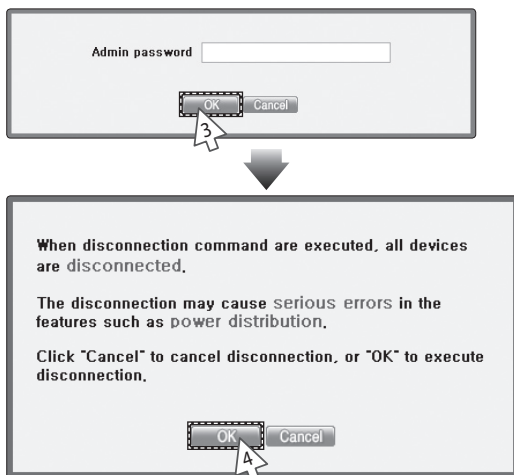 Admin password
OK Cancel
3
When disconnection command are executed, all devices
are disconnected.
The disconnection may cause serious errors in the
features such as power distribution.
Click "Cancel" to cancel disconnection, or "OK" to execute
disconnection.
OK Cancel
4